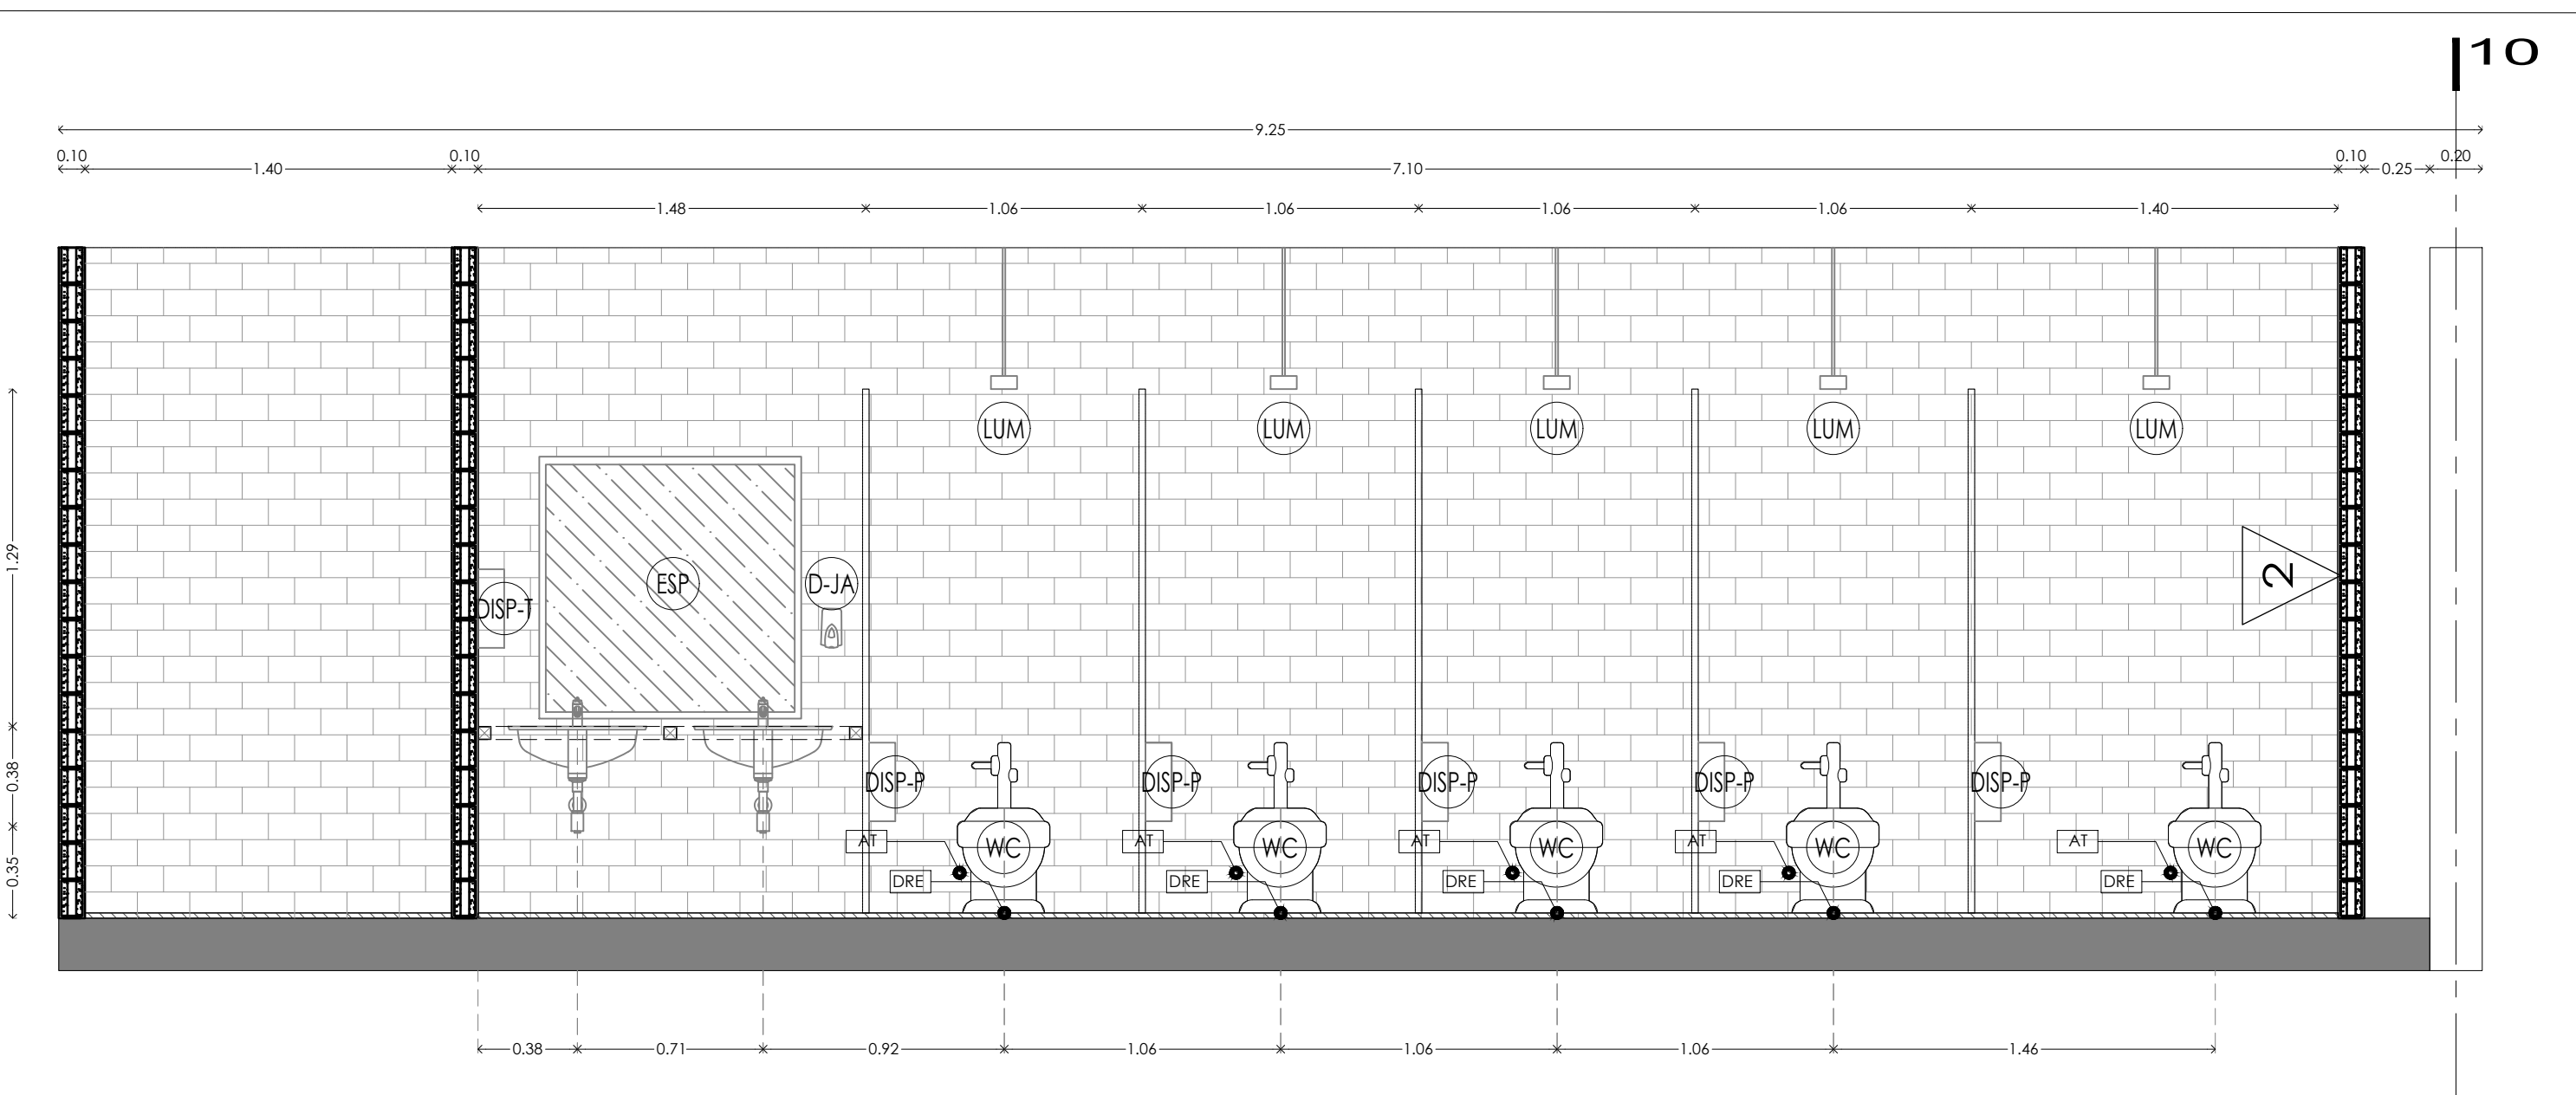 10
9.25
0.10 1.40 0.10 7.10 0.10 0.25 0.20
1.48 1.06 1.06 1.06 1.06 1.40
LUM LUM LUM LUM LUM
1.29
DISP-T ESP D-JA 2
0.38
DISP-P DISP-P DISP-P DISP-P DISP-P
AT WC AT WC AT WC AT WC AT WC
0.35
DRE DRE DRE DRE DRE
0.38 0.71 0.92 1.06 1.06 1.06 1.46